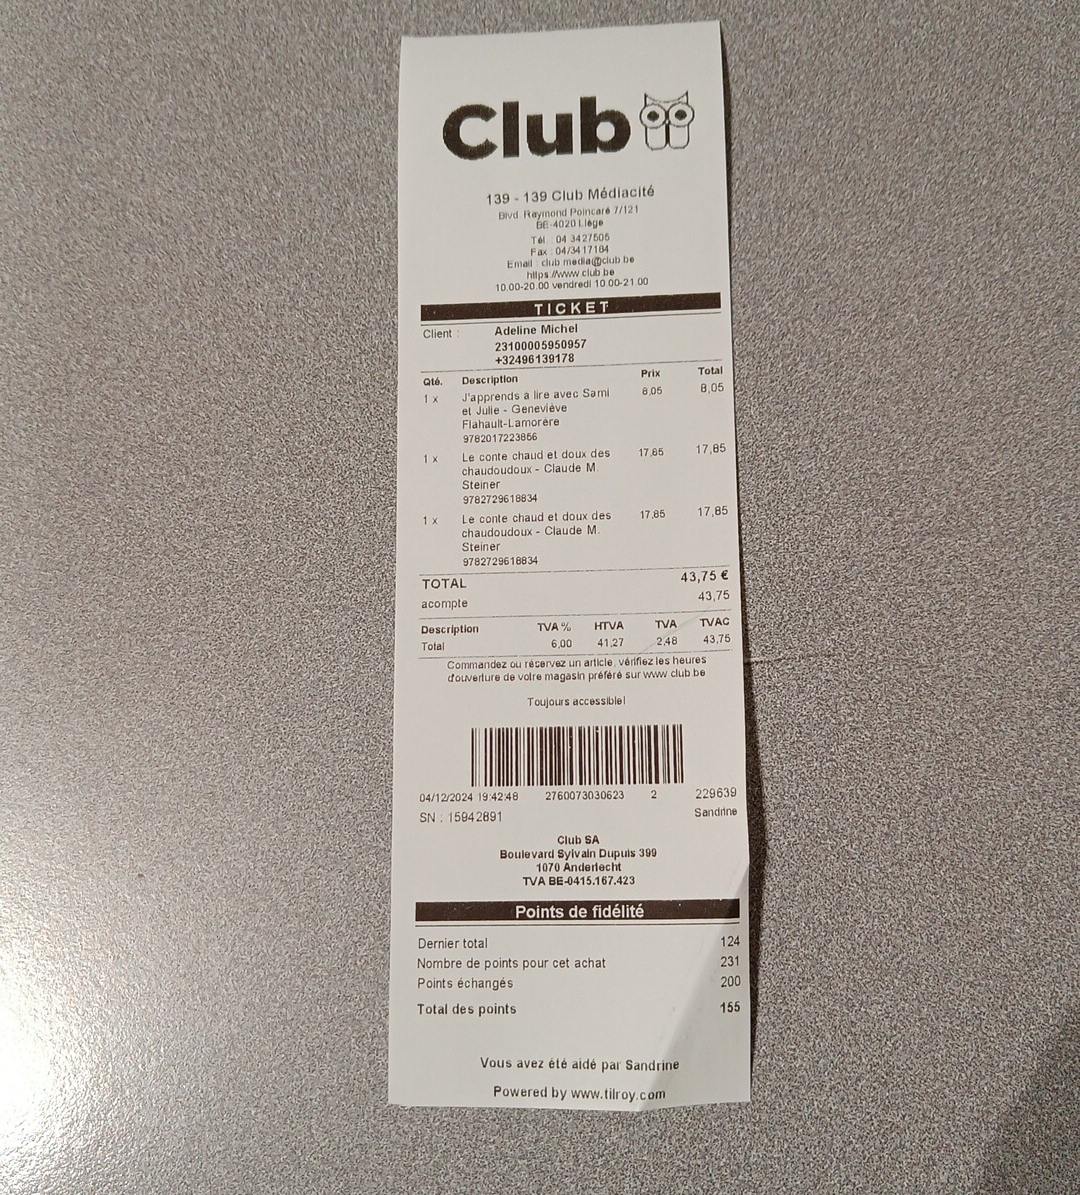 Club
139 - 139 Club Médiacité
Blvd. Raymond Poincaré 7/121
BE-4020 Liège
Tél. : 04 3427505
Fax : 04/3417184
Email : club.media@club.be
https://www.club.be
10.00-20.00 vendredi 10.00-21.00
TICKET
Client : Adeline Michel
23100005950957
+32496139178
Qté. Description Prix Total
1 x J'apprends à lire avec Sami 8,05 8,05
et Julie - Geneviève
Flahault-Lamorère
9782017223856
1 x Le conte chaud et doux des 17,85 17,85
chaudoudoux - Claude M.
Steiner
9782729618834
1 x Le conte chaud et doux des 17,85 17,85
chaudoudoux - Claude M.
Steiner
9782729618834
TOTAL 43,75 €
acompte 43,75
Description TVA % HTVA TVA TVAC
Total 6,00 41,27 2,48 43,75
Commandez ou réservez un article, vérifiez les heures
d'ouverture de votre magasin préféré sur www.club.be
Toujours accessible!
04/12/2024 19:42:48 2760073030623 2 229639
SN : 15942891 Sandrine
Club SA
Boulevard Sylvain Dupuis 399
1070 Anderlecht
TVA BE-0415.167.423
Points de fidélité
Dernier total 124
Nombre de points pour cet achat 231
Points échangés 200
Total des points 155
Vous avez été aidé par Sandrine
Powered by www.tilroy.com